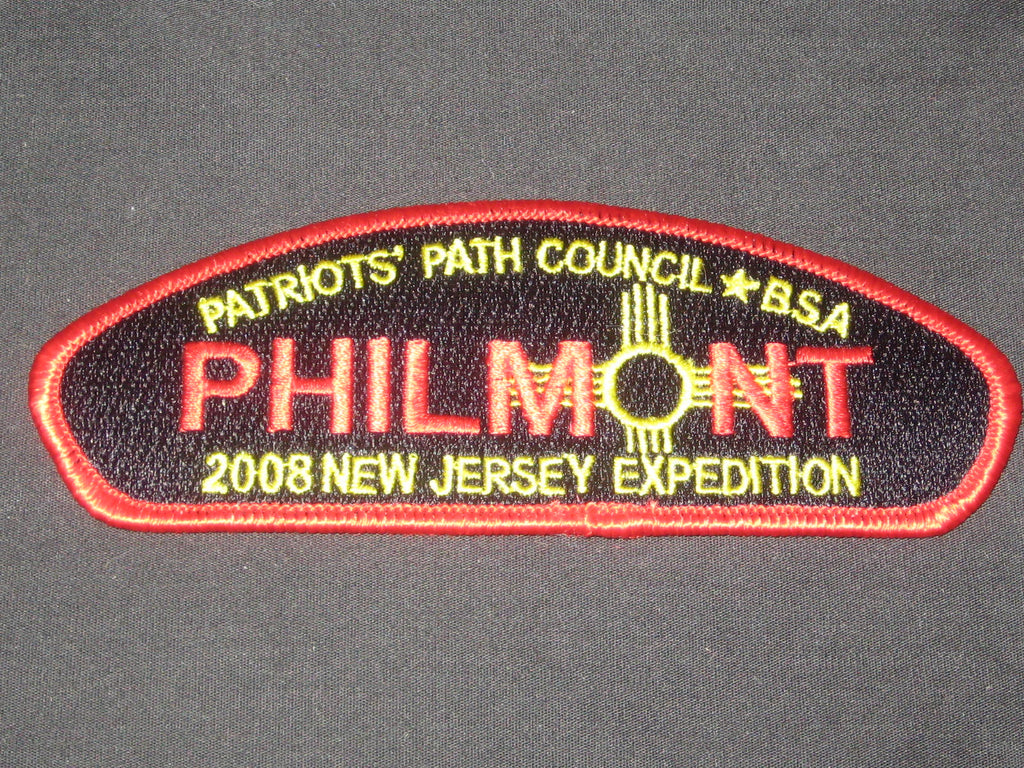 PATRIOTS' PATH COUNCIL ★ B.S.A
PHILMONT
2008 NEW JERSEY EXPEDITION